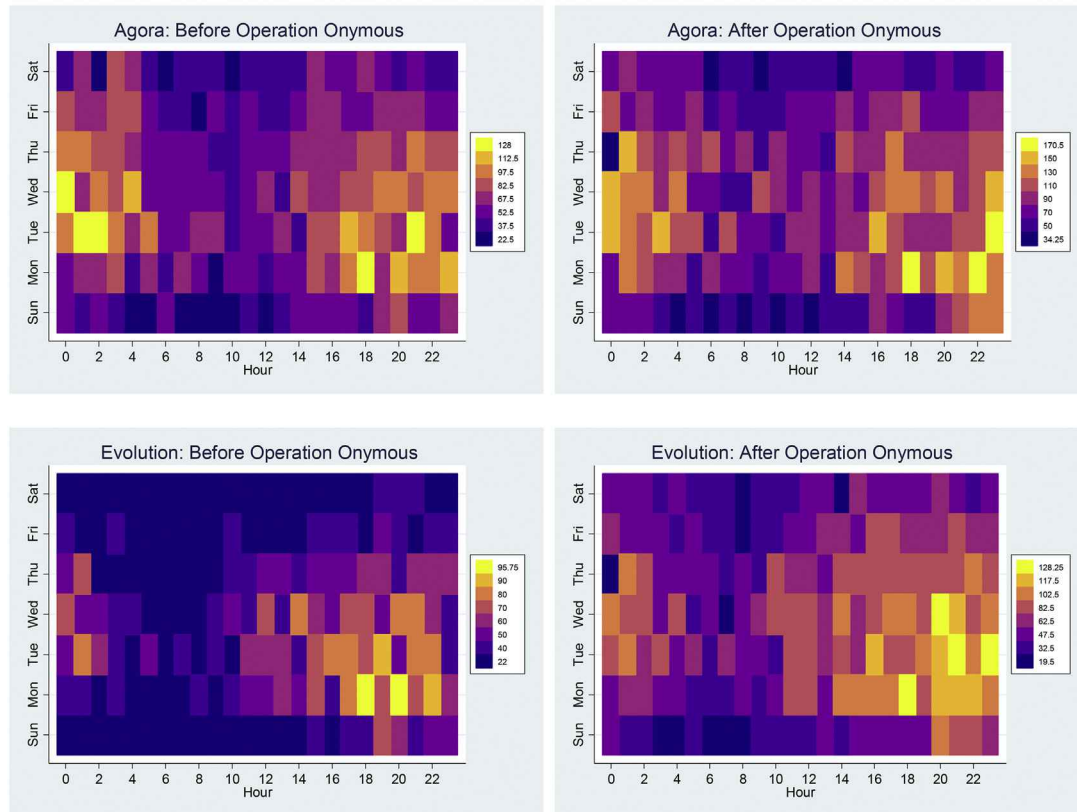 Agora: Before Operation Onymous
Sat
Fri
Thu
Wed
Tue
Mon
Sun
0 2 4 6 8 10 12 14 16 18 20 22
Hour
128
112.5
97.5
82.5
67.5
52.5
37.5
22.5
Agora: After Operation Onymous
Sat
Fri
Thu
Wed
Tue
Mon
Sun
0 2 4 6 8 10 12 14 16 18 20 22
Hour
170.5
150
130
110
90
70
50
34.25
Evolution: Before Operation Onymous
Sat
Fri
Thu
Wed
Tue
Mon
Sun
0 2 4 6 8 10 12 14 16 18 20 22
Hour
95.75
90
80
70
60
50
40
22
Evolution: After Operation Onymous
Sat
Fri
Thu
Wed
Tue
Mon
Sun
0 2 4 6 8 10 12 14 16 18 20 22
Hour
128.25
117.5
102.5
82.5
62.5
47.5
32.5
19.5